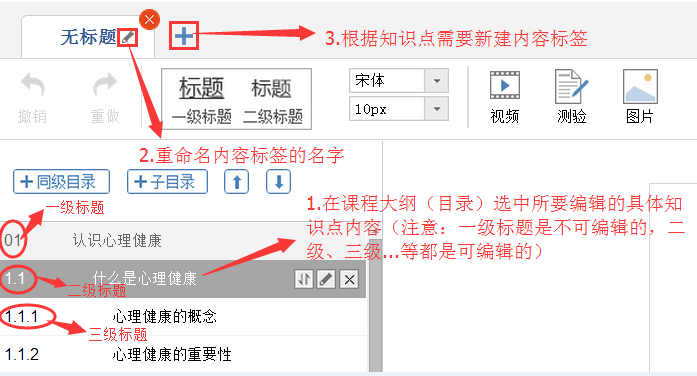 无标题
3.根据知识点需要新建内容标签
撤销
重做
标题 标题
一级标题 二级标题
宋体
10px
视频
测验
图片
2.重命名内容标签的名字
同级目录
子目录
一级标题
1.在课程大纲（目录）选中所要编辑的具体知
识点内容（注意：一级标题是不可编辑的，二
级、三级...等都是可编辑的）
01 认识心理健康
1.1 什么是心理健康
二级标题
1.1.1 心理健康的概念
三级标题
1.1.2 心理健康的重要性